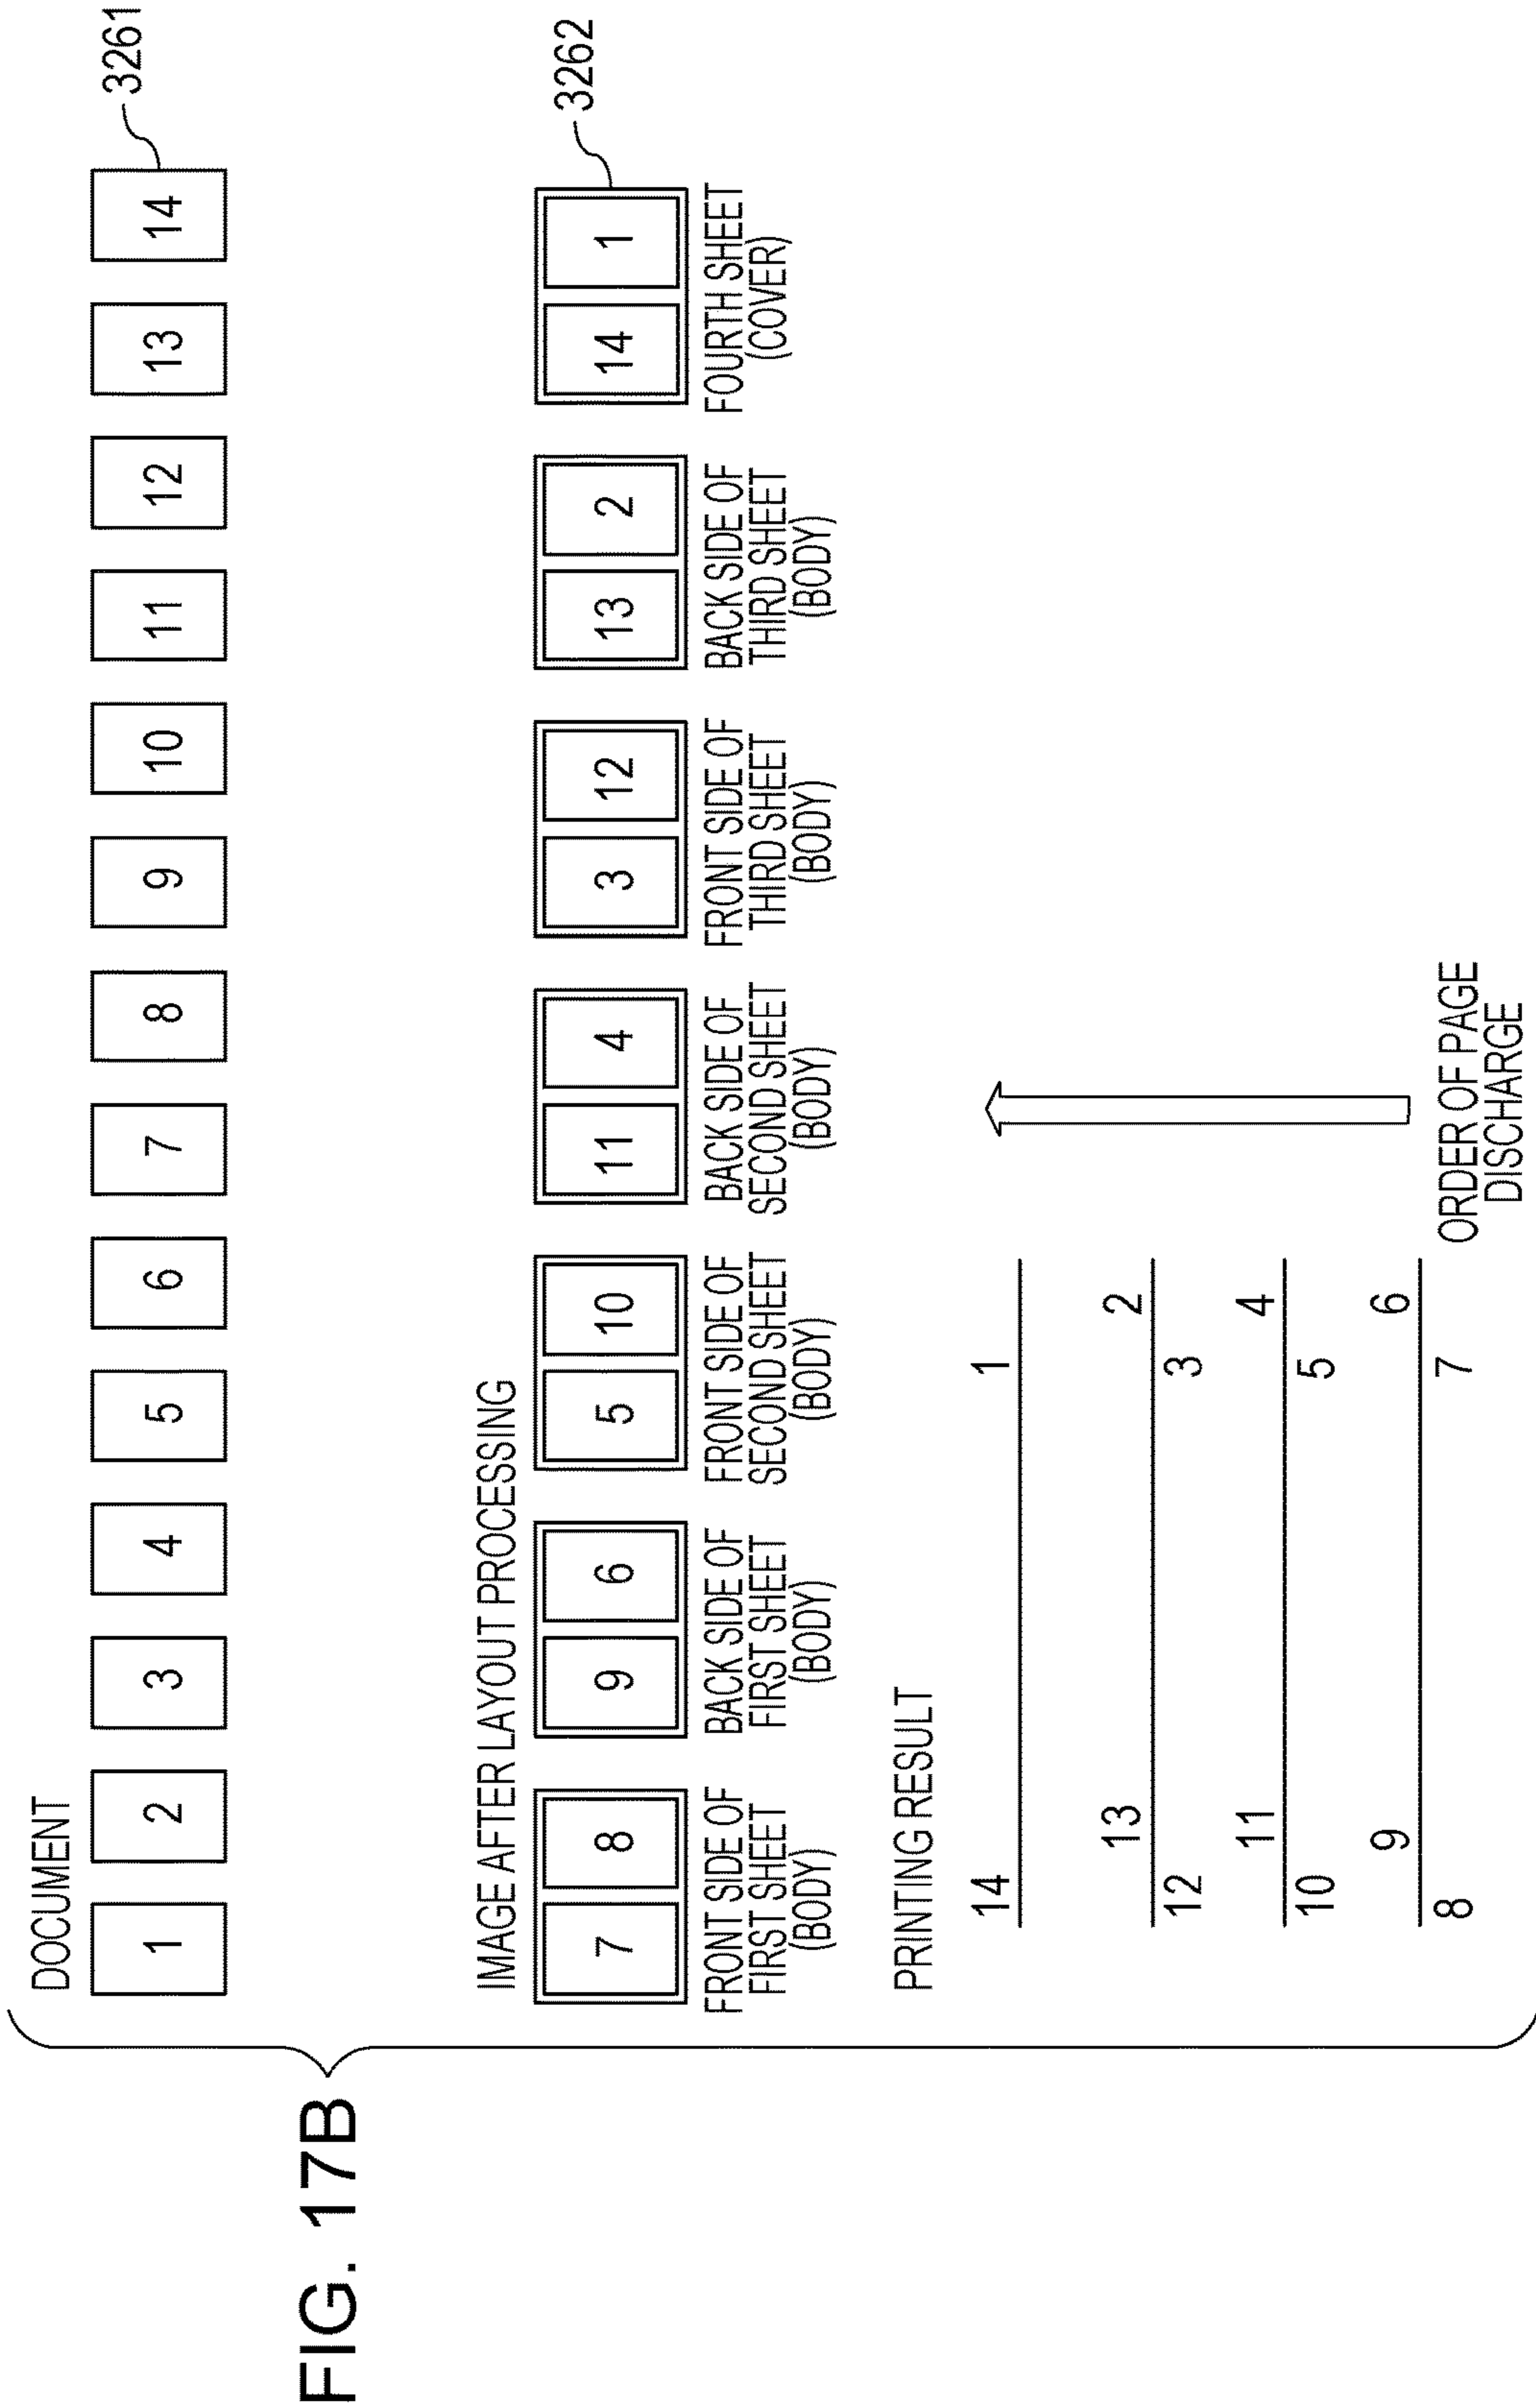 FIG. 17B
DOCUMENT
1 2 3 4 5 6 7 8 9 10 11 12 13 14
3261
IMAGE AFTER LAYOUT PROCESSING
7 8
9 6
5 10
11 4
3 12
13 2
14 1
3262
FRONT SIDE OF
FIRST SHEET
(BODY)
BACK SIDE OF
FIRST SHEET
(BODY)
FRONT SIDE OF
SECOND SHEET
(BODY)
BACK SIDE OF
SECOND SHEET
(BODY)
FRONT SIDE OF
THIRD SHEET
(BODY)
BACK SIDE OF
THIRD SHEET
(BODY)
FOURTH SHEET
(COVER)
PRINTING RESULT
14 1
13 2
12 3
11 4
10 5
9 6
8 7
ORDER OF PAGE
DISCHARGE